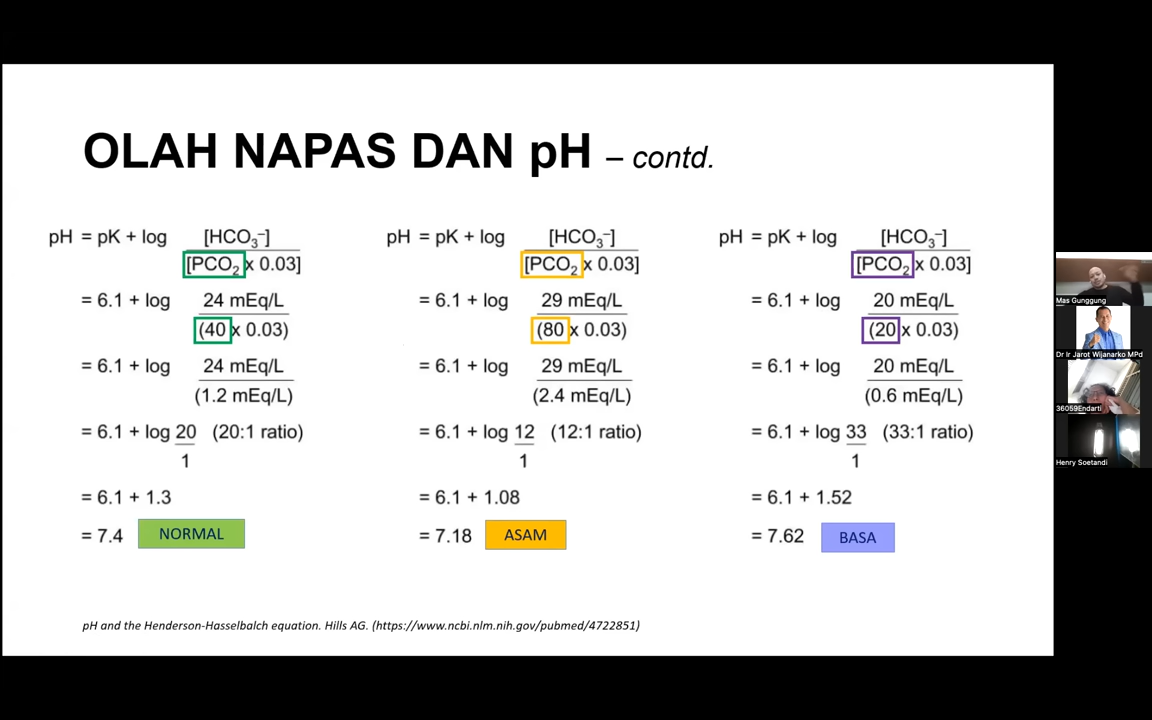 OLAH NAPAS DAN pH – contd.
pH = pK + log [HCO₃⁻]
[PCO₂ x 0.03]
= 6.1 + log 24 mEq/L
(40 x 0.03)
= 6.1 + log 24 mEq/L
(1.2 mEq/L)
= 6.1 + log 20 (20:1 ratio)
1
= 6.1 + 1.3
= 7.4 NORMAL
pH = pK + log [HCO₃⁻]
[PCO₂ x 0.03]
= 6.1 + log 29 mEq/L
(80 x 0.03)
= 6.1 + log 29 mEq/L
(2.4 mEq/L)
= 6.1 + log 12 (12:1 ratio)
1
= 6.1 + 1.08
= 7.18 ASAM
pH = pK + log [HCO₃⁻]
[PCO₂ x 0.03]
= 6.1 + log 20 mEq/L
(20 x 0.03)
= 6.1 + log 20 mEq/L
(0.6 mEq/L)
= 6.1 + log 33 (33:1 ratio)
1
= 6.1 + 1.52
= 7.62 BASA
pH and the Henderson-Hasselbalch equation. Hills AG. (https://www.ncbi.nlm.nih.gov/pubmed/4722851)
Mas Gunggung
Dr Ir Jarot Wijanarko MPd
36059Endarti
Henry Soetandi